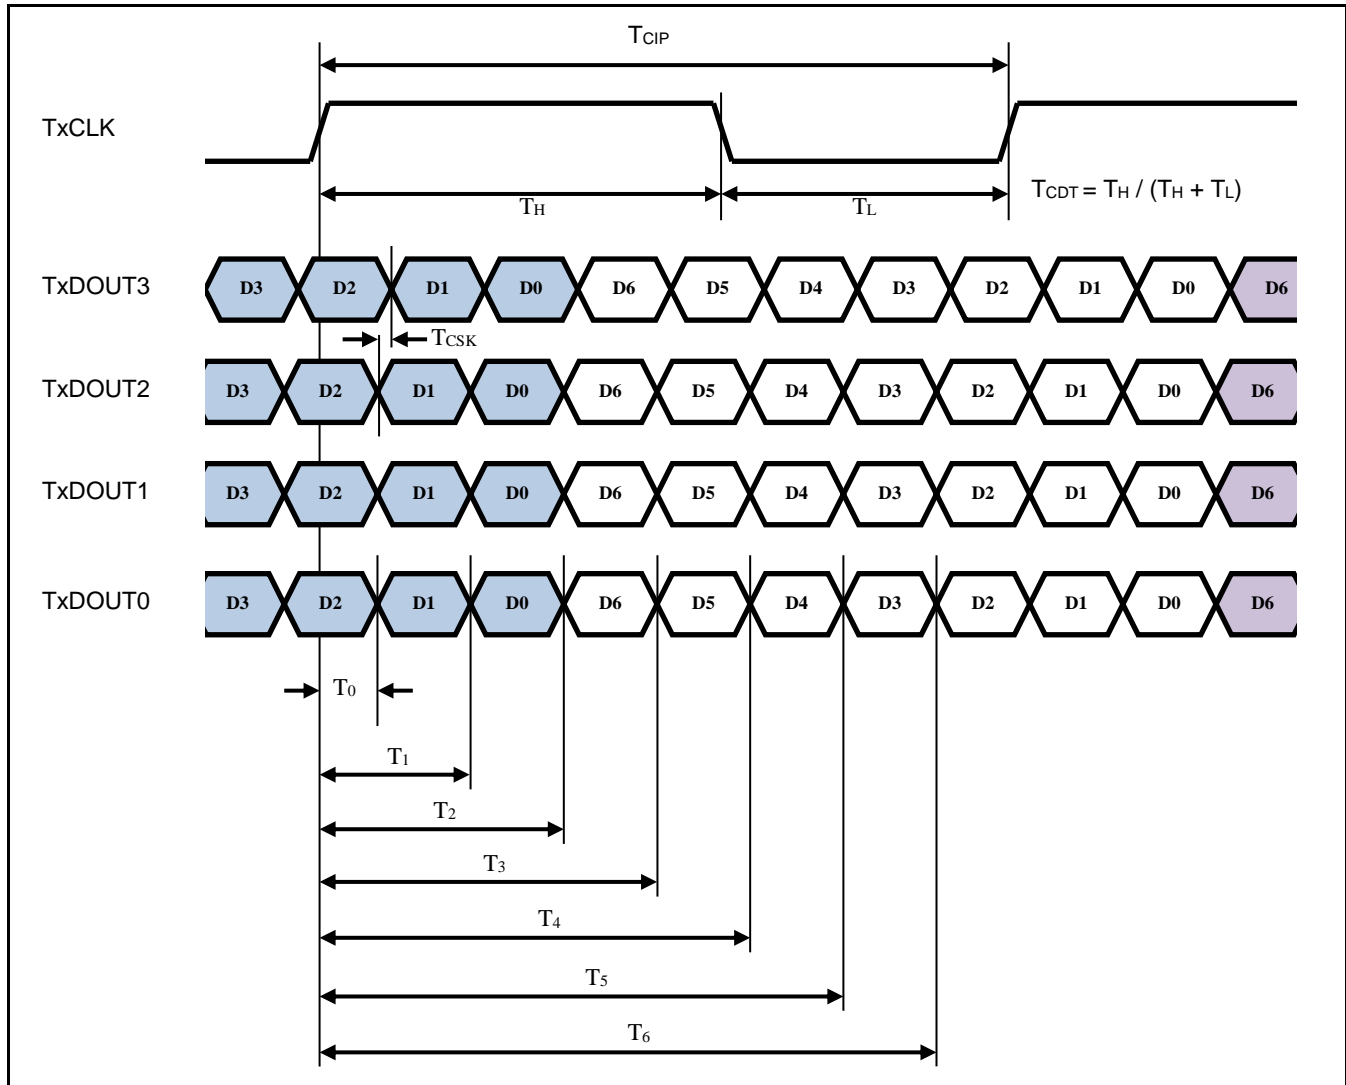 TCIP
TxCLK
TH
TL
TCDT = TH / (TH + TL)
TxDOUT3 D3 D2 D1 D0 D6 D5 D4 D3 D2 D1 D0 D6
TCSK
TxDOUT2 D3 D2 D1 D0 D6 D5 D4 D3 D2 D1 D0 D6
TxDOUT1 D3 D2 D1 D0 D6 D5 D4 D3 D2 D1 D0 D6
TxDOUT0 D3 D2 D1 D0 D6 D5 D4 D3 D2 D1 D0 D6
T0
T1
T2
T3
T4
T5
T6